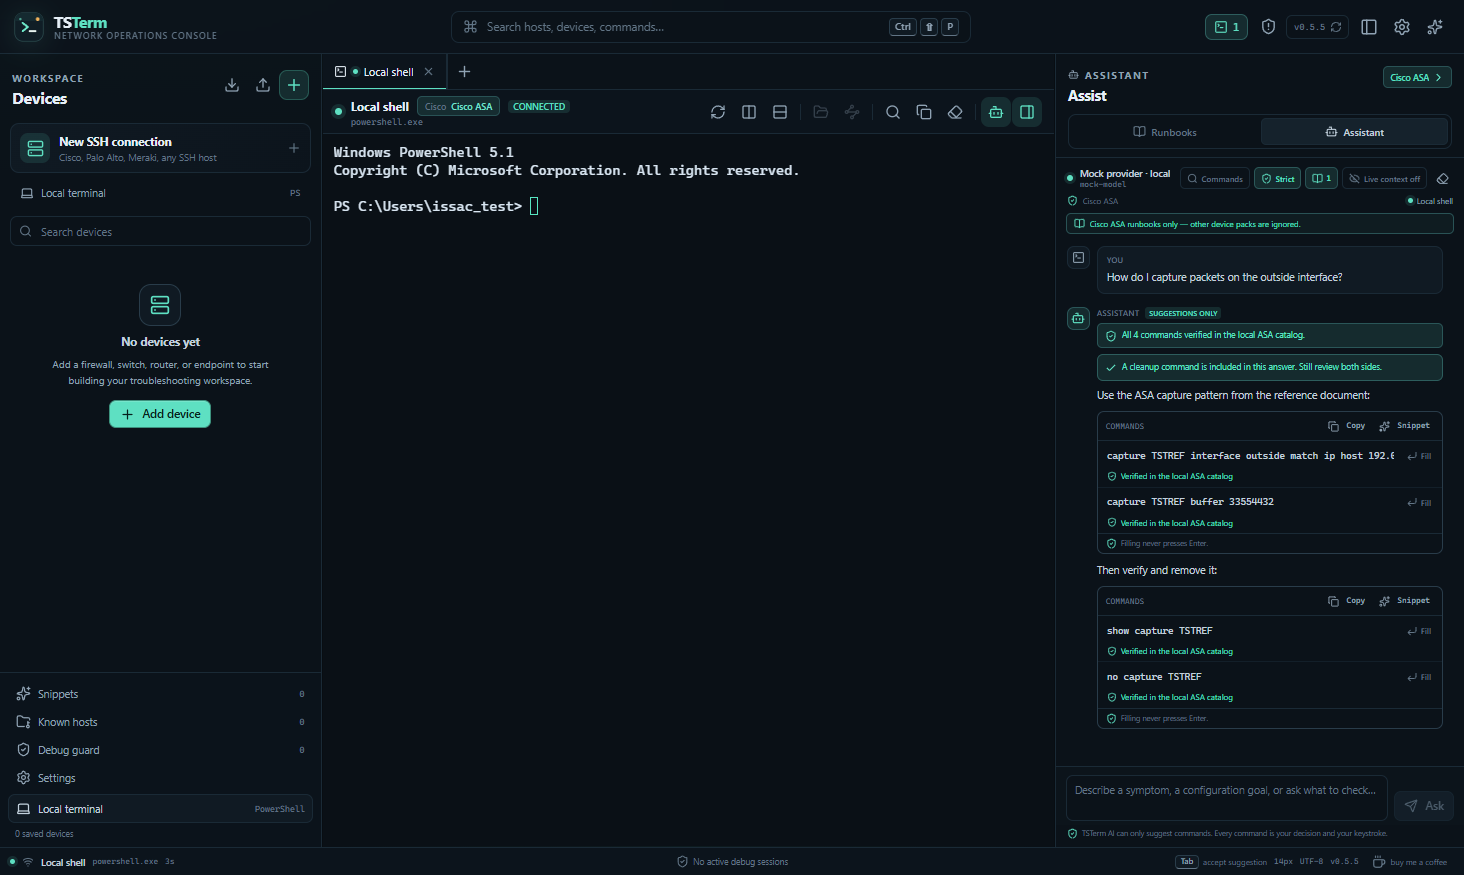 TSTerm
NETWORK OPERATIONS CONSOLE
Search hosts, devices, commands...
Ctrl
P
1
v0.5.5
WORKSPACE
Devices
New SSH connection
Cisco, Palo Alto, Meraki, any SSH host
Local terminal PS
Search devices
No devices yet
Add a firewall, switch, router, or endpoint to start
building your troubleshooting workspace.
Add device
Snippets 0
Known hosts 0
Debug guard 0
Settings
Local terminal PowerShell
0 saved devices
Local shell
Local shell Cisco Cisco ASA CONNECTED
powershell.exe
Windows PowerShell 5.1
Copyright (C) Microsoft Corporation. All rights reserved.
PS C:\Users\issac_test>
ASSISTANT
Assist
Cisco ASA
Runbooks
Assistant
Mock provider · local
mock-model
Commands
Strict
1
Live context off
Cisco ASA
Local shell
Cisco ASA runbooks only — other device packs are ignored.
YOU
How do I capture packets on the outside interface?
ASSISTANT SUGGESTIONS ONLY
All 4 commands verified in the local ASA catalog.
A cleanup command is included in this answer. Still review both sides.
Use the ASA capture pattern from the reference document:
COMMANDS Copy Snippet
capture TSTREF interface outside match ip host 192.0 Fill
Verified in the local ASA catalog
capture TSTREF buffer 33554432 Fill
Verified in the local ASA catalog
Filling never presses Enter.
Then verify and remove it:
COMMANDS Copy Snippet
show capture TSTREF Fill
Verified in the local ASA catalog
no capture TSTREF Fill
Verified in the local ASA catalog
Filling never presses Enter.
Describe a symptom, a configuration goal, or ask what to check...
Ask
TSTerm AI can only suggest commands. Every command is your decision and your keystroke.
Local shell powershell.exe 3s
No active debug sessions
Tab accept suggestion 14px UTF-8 v0.5.5 buy me a coffee